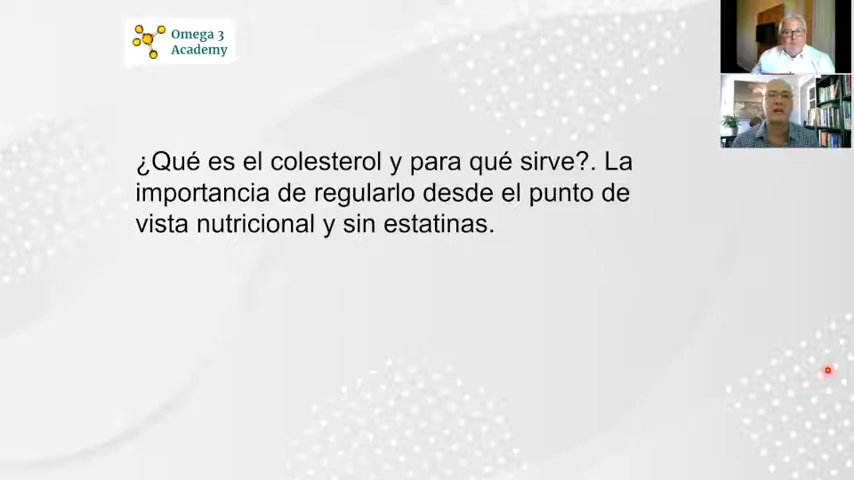 Omega 3
Academy
¿Qué es el colesterol y para qué sirve?. La
importancia de regularlo desde el punto de
vista nutricional y sin estatinas.